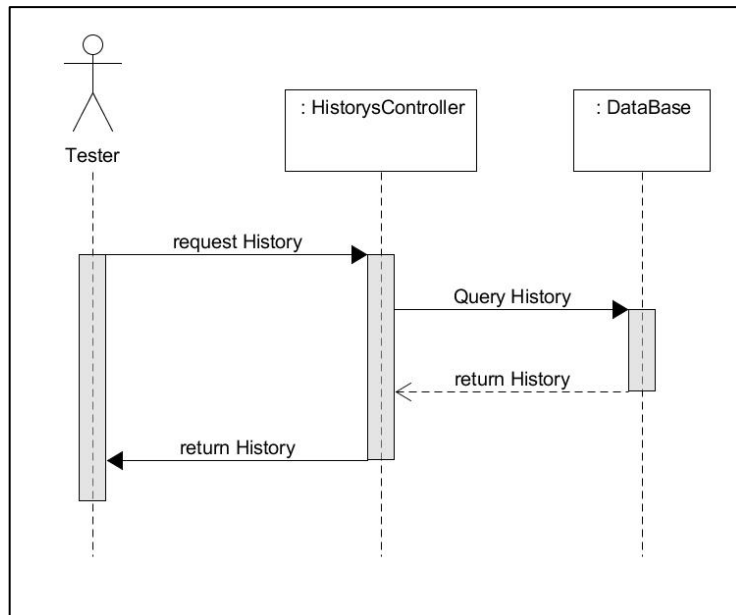 Tester
: HistorysController
: DataBase
request History
Query History
return History
return History